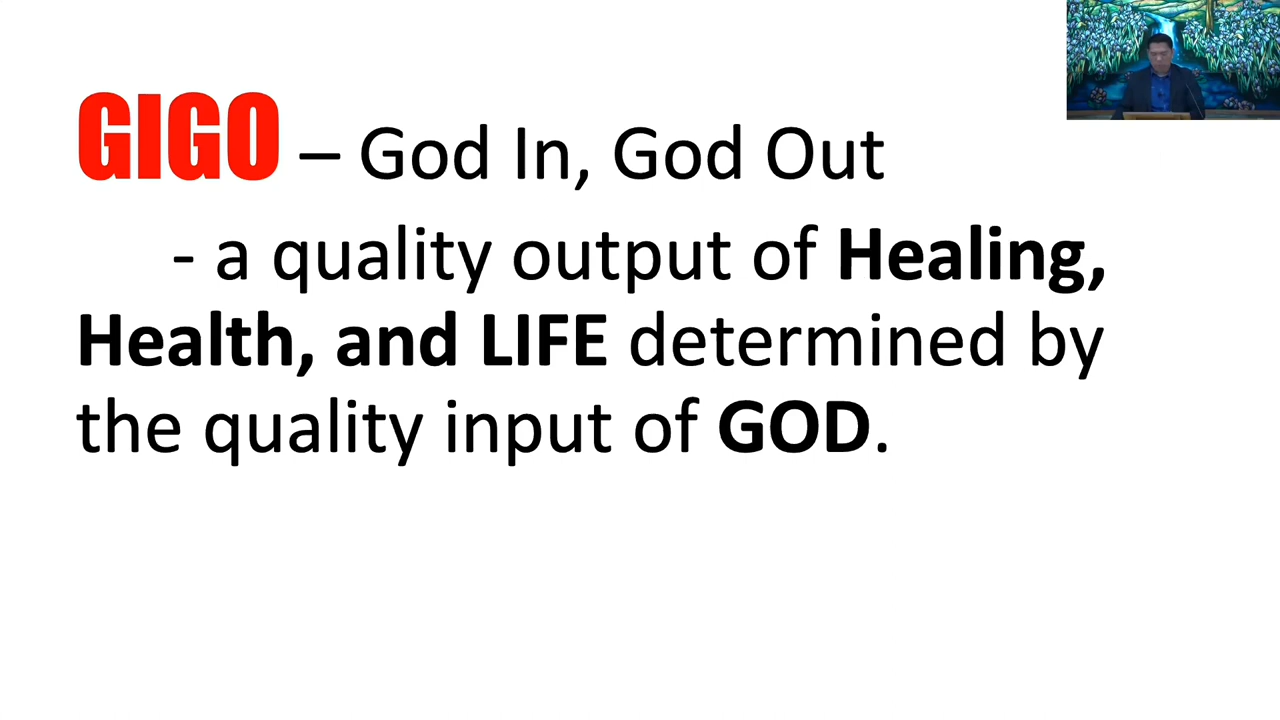 GIGO – God In, God Out
- a quality output of Healing,
Health, and LIFE determined by
the quality input of GOD.